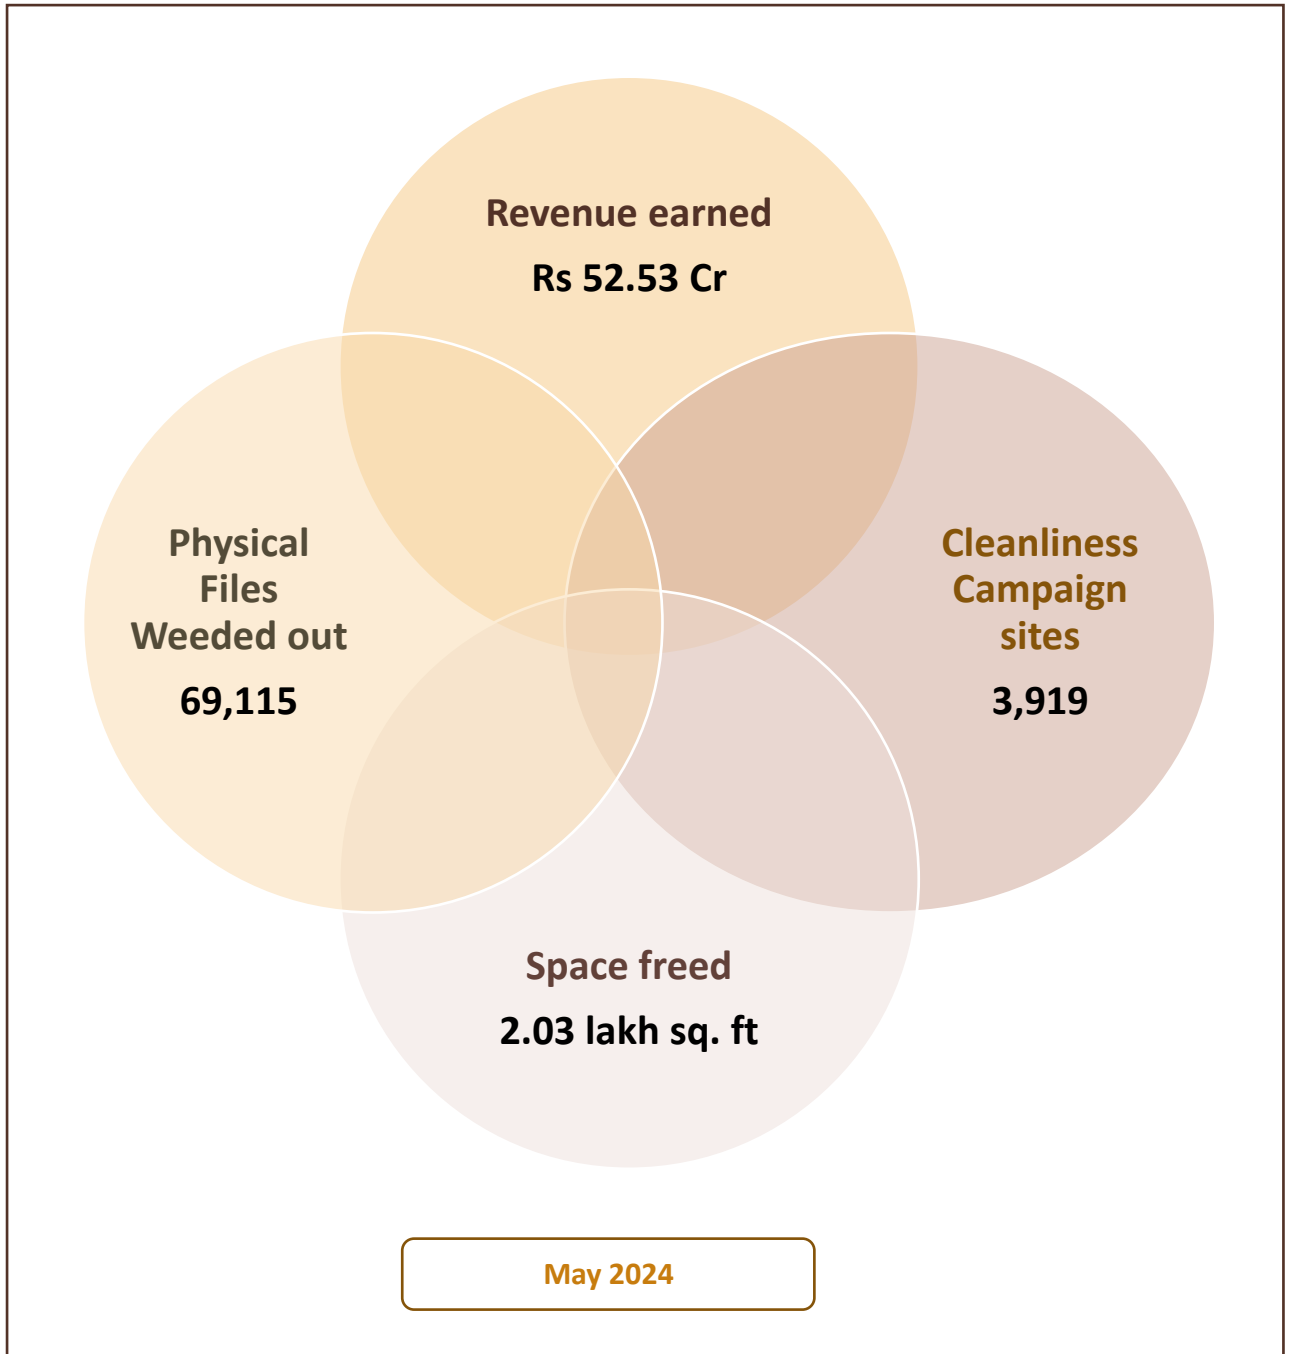 Revenue earned
Rs 52.53 Cr
Physical
Files
Weeded out
69,115
Cleanliness
Campaign
sites
3,919
Space freed
2.03 lakh sq. ft
May 2024